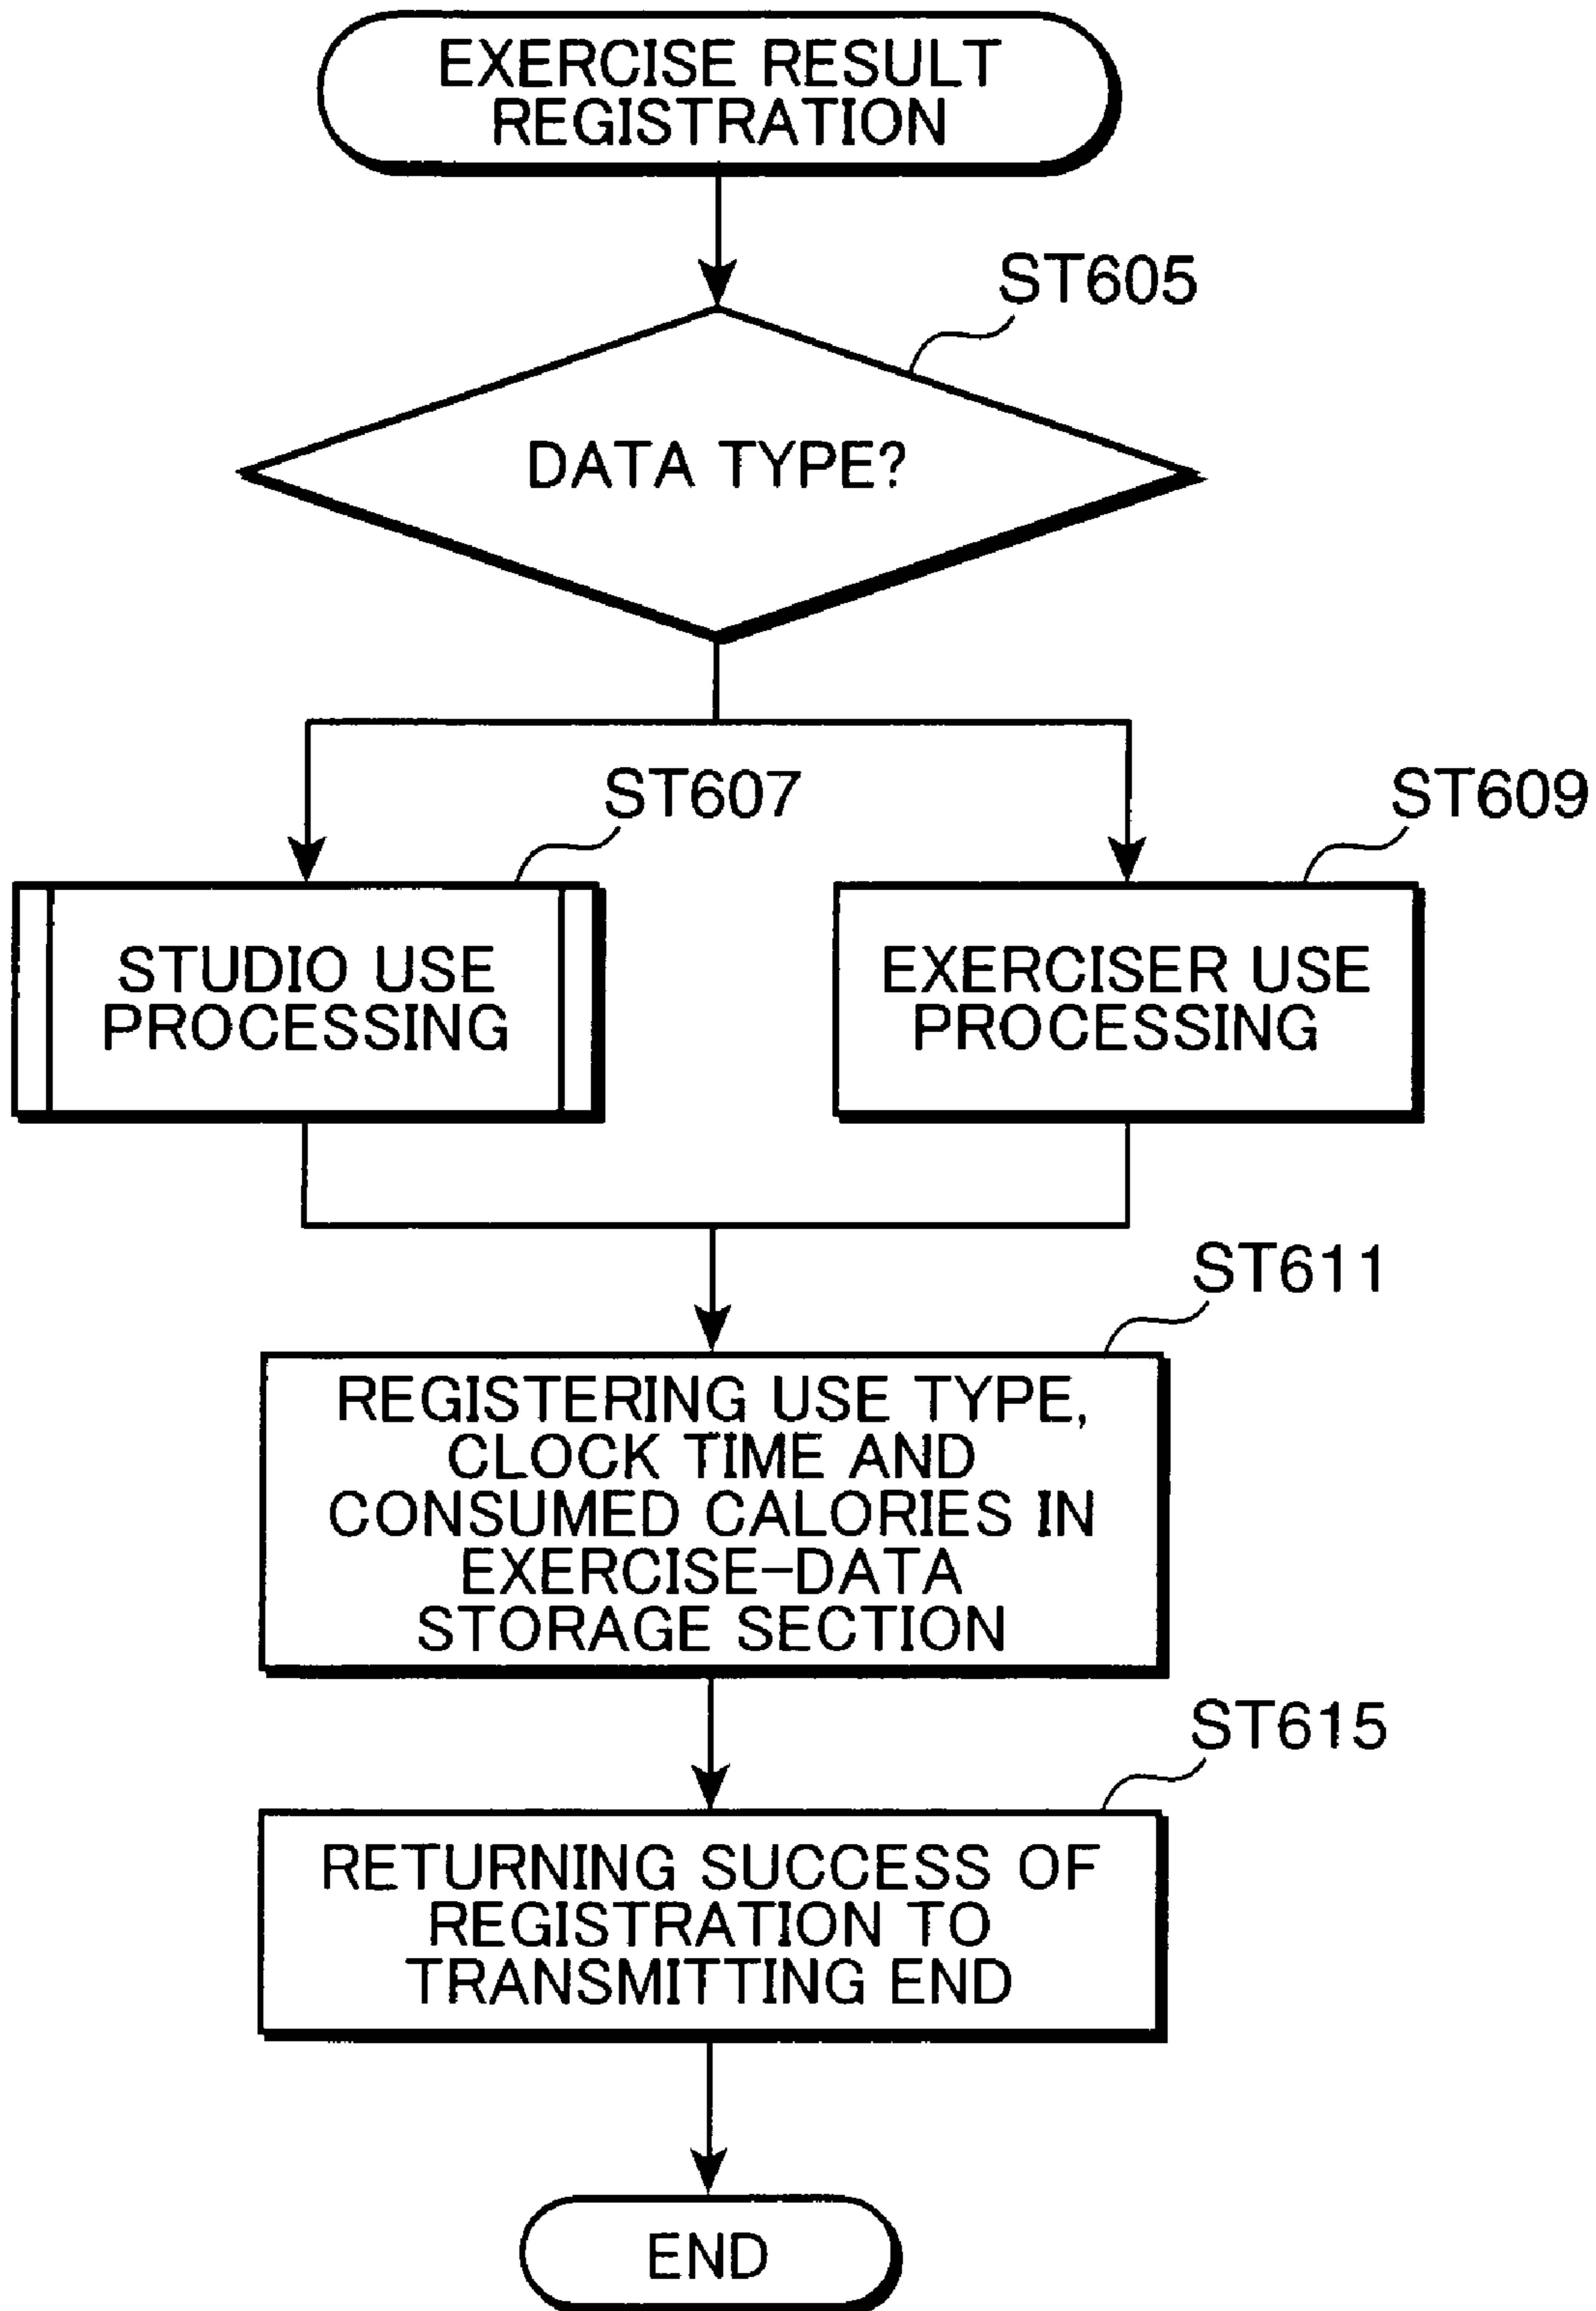 EXERCISE RESULT
REGISTRATION
ST605
DATA TYPE?
ST607
ST609
STUDIO USE
PROCESSING
EXERCISER USE
PROCESSING
ST611
REGISTERING USE TYPE,
CLOCK TIME AND
CONSUMED CALORIES IN
EXERCISE-DATA
STORAGE SECTION
ST615
RETURNING SUCCESS OF
REGISTRATION TO
TRANSMITTING END
END